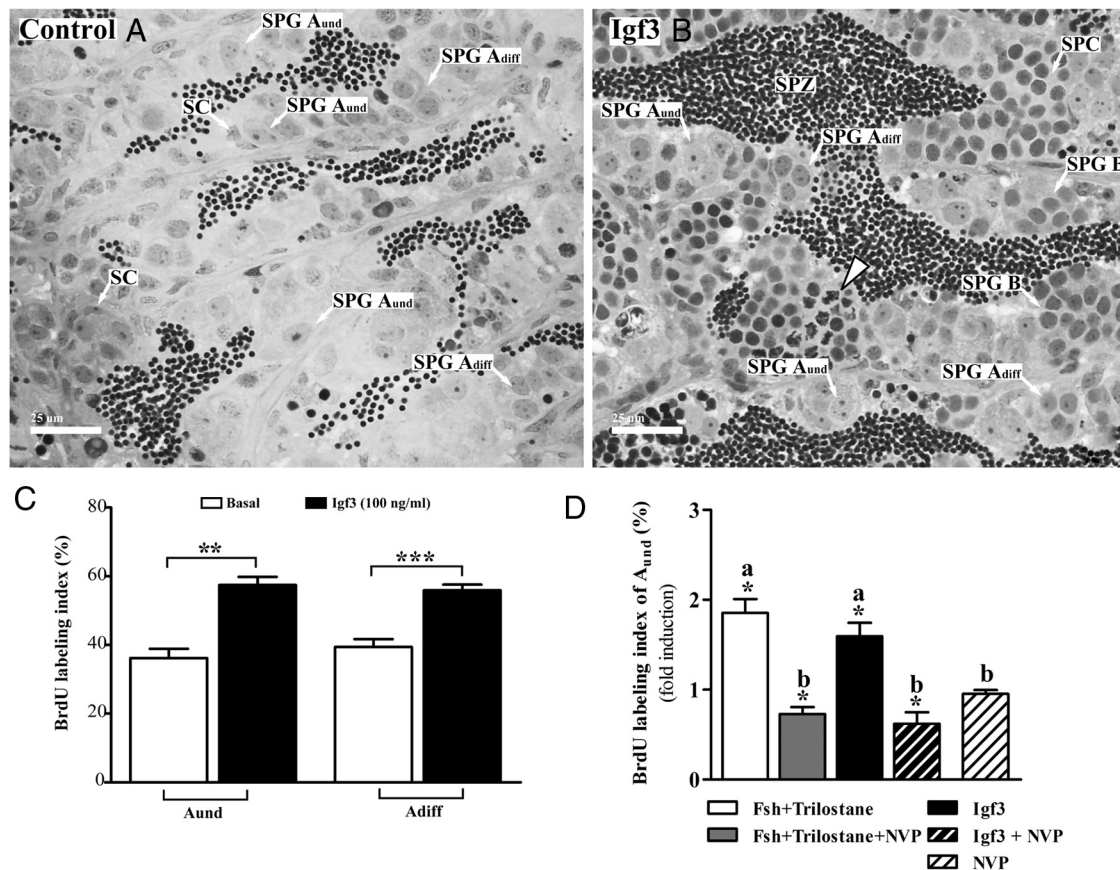 Control A
SPG Aund
SPG Adiff
SC
SPG Aund
SC
SPG Aund
SPG Adiff
25 um
Igf3 B
SPC
SPZ
SPG Aund
SPG Adiff
SPG B
SPG B
SPG Aund
SPG Adiff
25 um
C
80
60
40
20
0
BrdU labeling index (%)
Basal
Igf3 (100 ng/ml)
**
***
Aund
Adiff
D
3
2
1
0
BrdU labeling index of Aund (%)
(fold induction)
a
*
b
*
a
*
b
*
b
Fsh+Trilostane
Igf3
Fsh+Trilostane+NVP
Igf3 + NVP
NVP